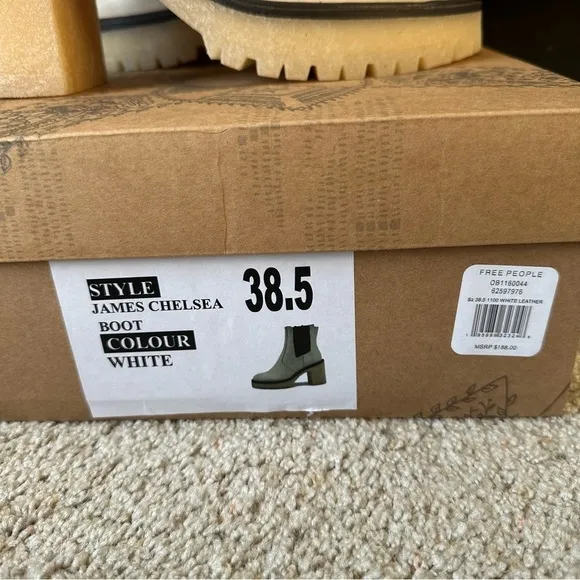 STYLE
JAMES CHELSEA
BOOT
COLOUR
WHITE
38.5
FREE PEOPLE
OB1160044
62597976
Sz 38.5 1100 WHITE LEATHER
MSRP $188.00